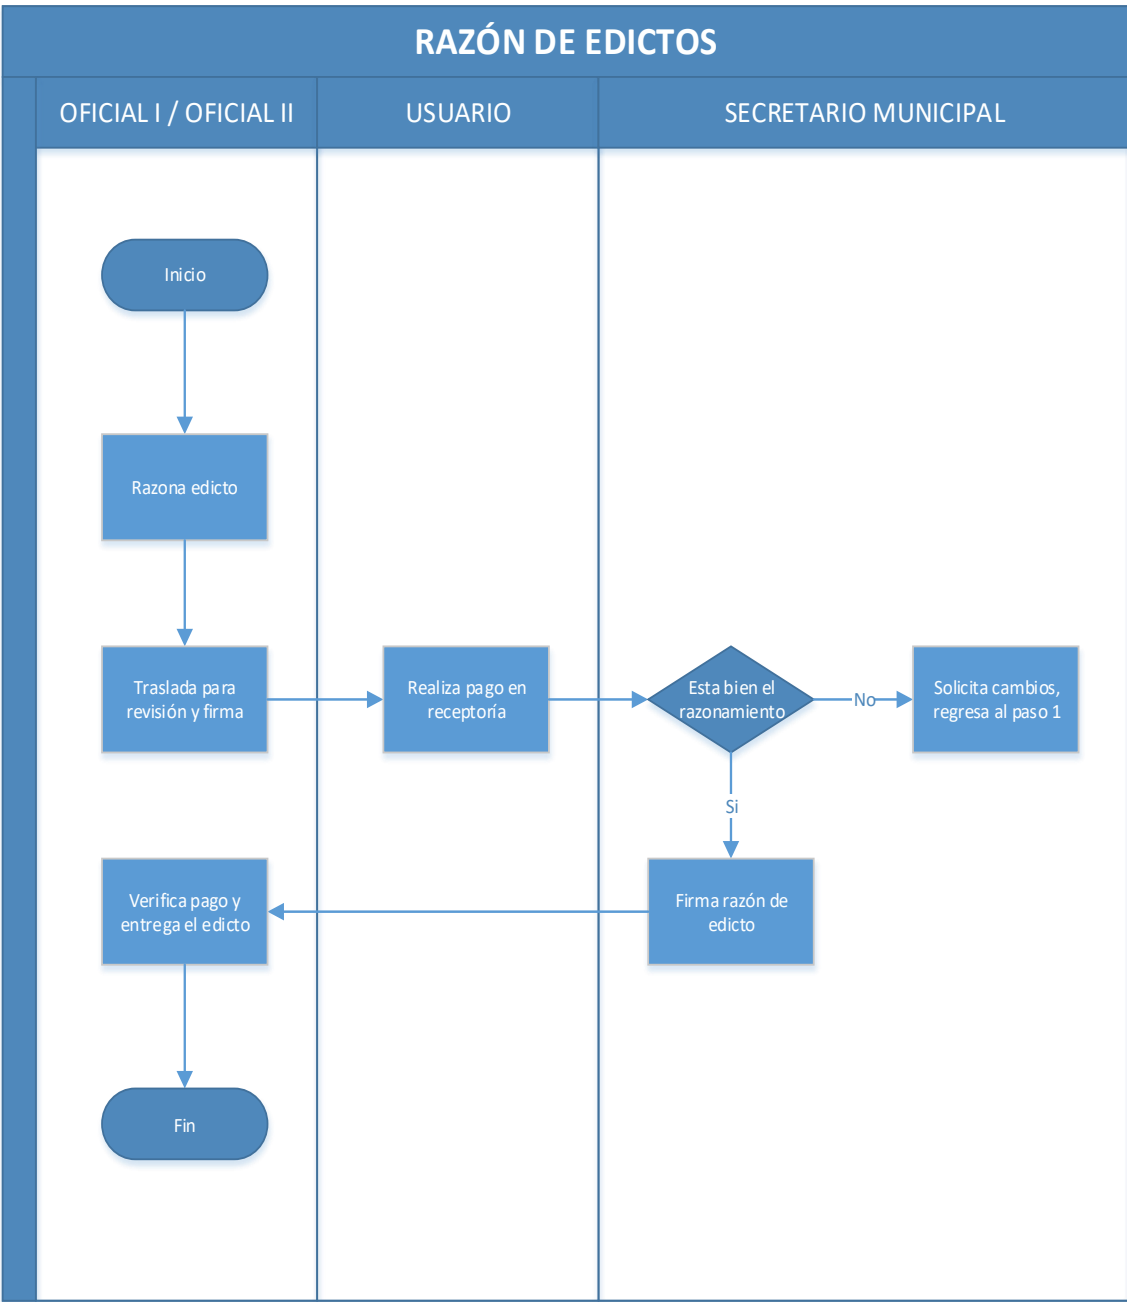 RAZÓN DE EDICTOS
OFICIAL I / OFICIAL II
USUARIO
SECRETARIO MUNICIPAL
Inicio
Razona edicto
Traslada para
revisión y firma
Realiza pago en
receptoría
Esta bien el
razonamiento
No
Solicita cambios,
regresa al paso 1
Si
Verifica pago y
entrega el edicto
Firma razón de
edicto
Fin